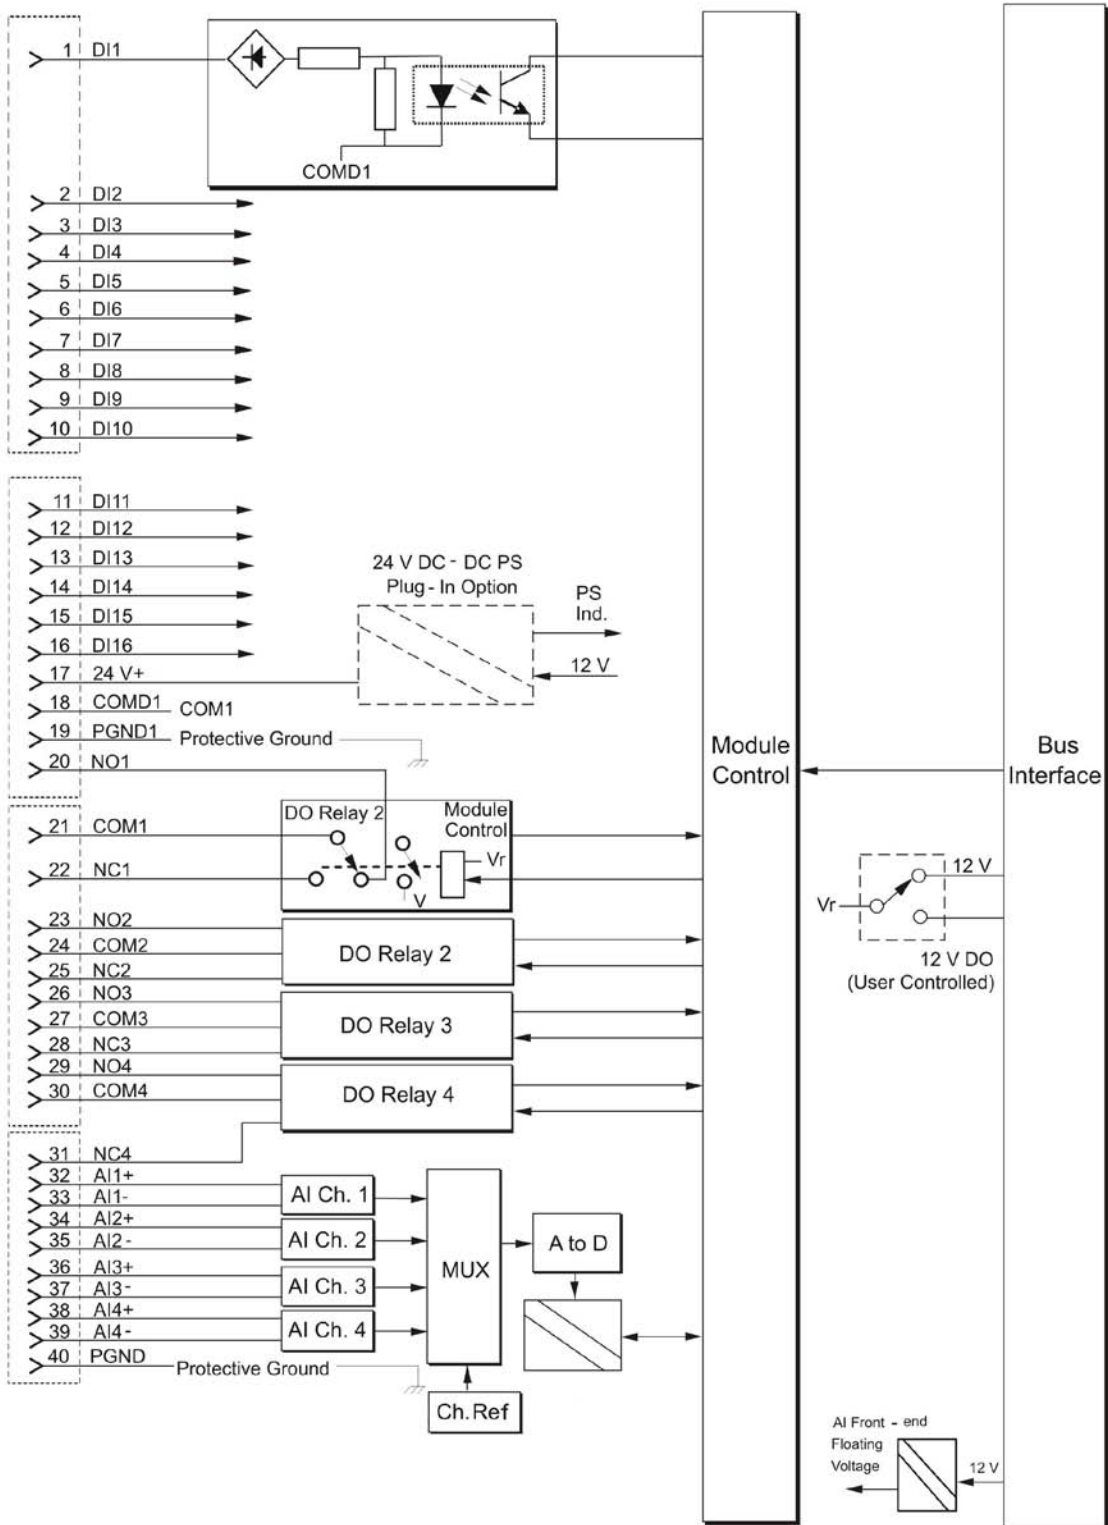 1 DI1
COMD1
2 DI2
3 DI3
4 DI4
5 DI5
6 DI6
7 DI7
8 DI8
9 DI9
10 DI10
11 DI11
12 DI12
13 DI13
14 DI14
15 DI15
16 DI16
17 24 V+
18 COMD1 COM1
19 PGND1 Protective Ground
20 NO1
24 V DC - DC PS
Plug - In Option
PS
Ind.
12 V
21 COM1
22 NC1
DO Relay 2
Module
Control
Vr
V
23 NO2
24 COM2
25 NC2
DO Relay 2
26 NO3
27 COM3
28 NC3
DO Relay 3
29 NO4
30 COM4
DO Relay 4
31 NC4
32 AI1+
33 AI1-
34 AI2+
35 AI2-
36 AI3+
37 AI3-
38 AI4+
39 AI4-
40 PGND Protective Ground
AI Ch. 1
AI Ch. 2
AI Ch. 3
AI Ch. 4
MUX
A to D
Ch. Ref
Module
Control
Bus
Interface
12 V
Vr
12 V DO
(User Controlled)
AI Front - end
Floating
Voltage
12 V